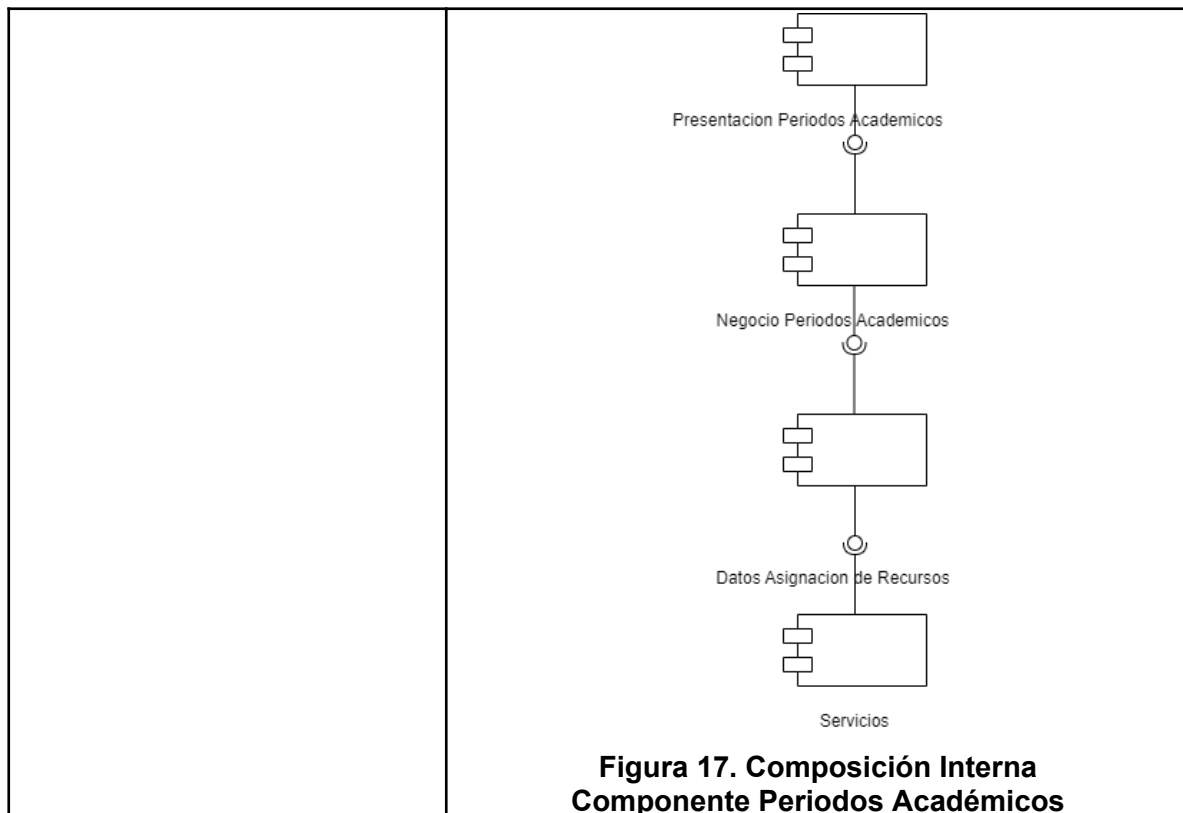 Presentacion Periodos Academicos
Negocio Periodos Academicos
Datos Asignacion de Recursos
Servicios
Figura 17. Composición Interna
Componente Periodos Académicos